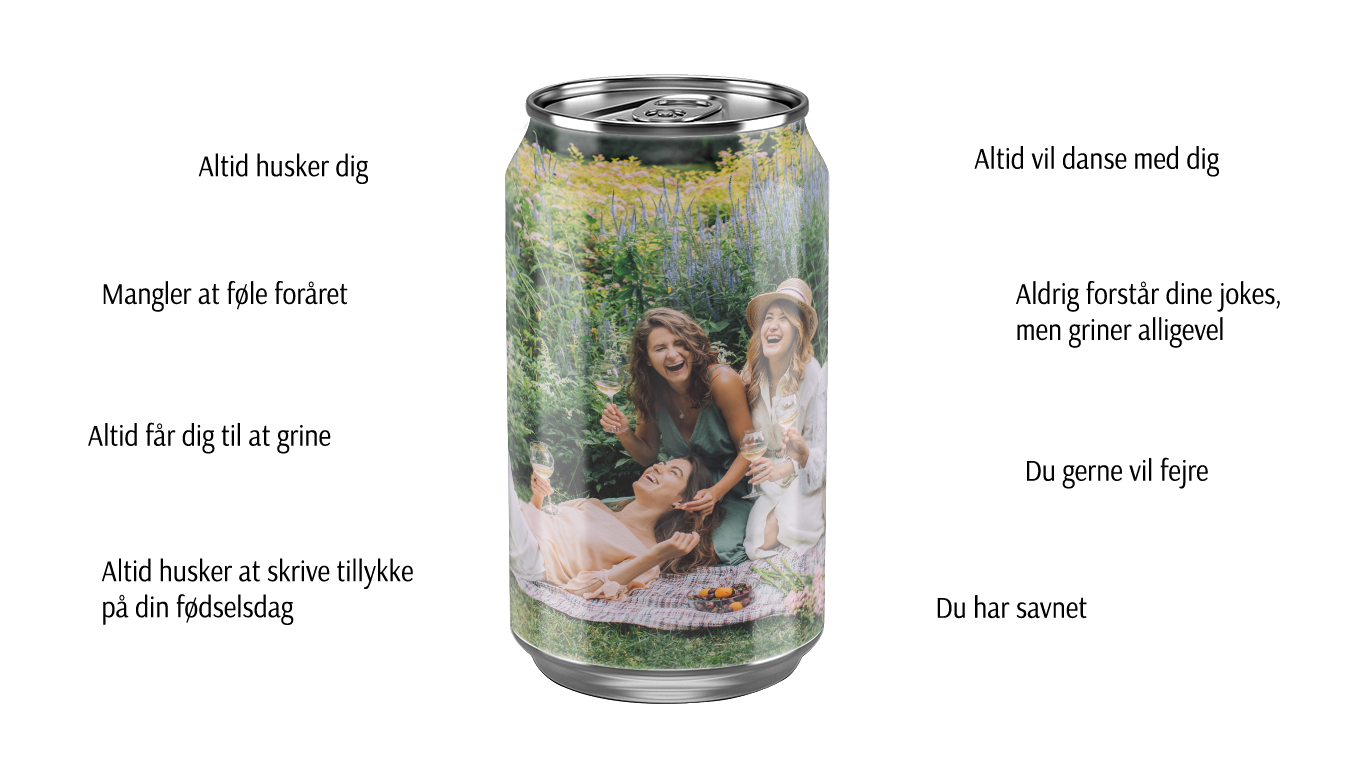 Altid husker dig
Mangler at føle foråret
Altid får dig til at grine
Altid husker at skrive tillykke
på din fødselsdag
Altid vil danse med dig
Aldrig forstår dine jokes,
men griner alligevel
Du gerne vil fejre
Du har savnet